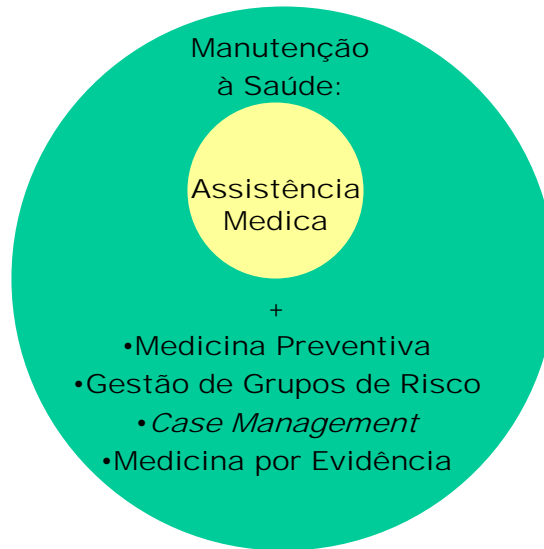 Manutenção
à Saúde:
Assistência
Medica
+
•Medicina Preventiva
•Gestão de Grupos de Risco
•Case Management
•Medicina por Evidência